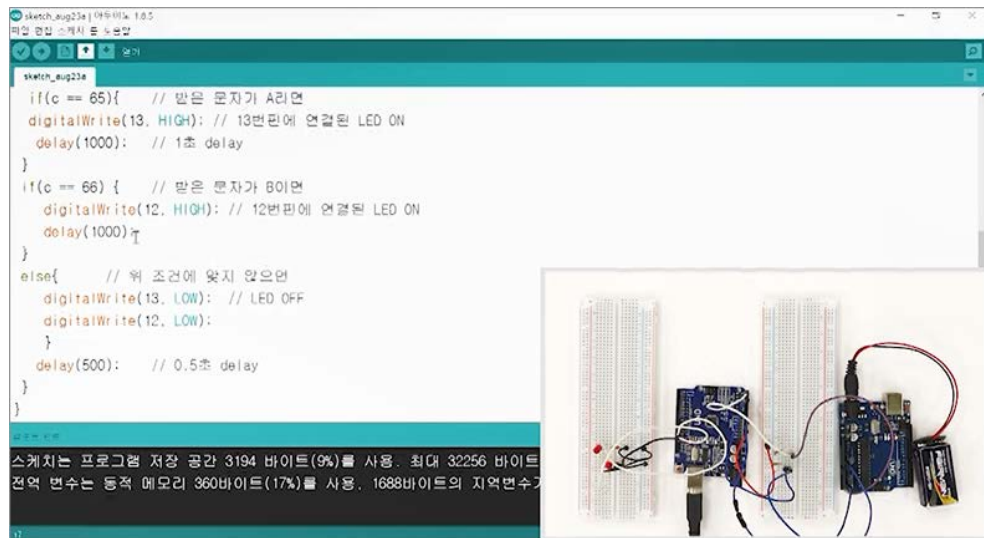 sketch_aug23a | 아두이노 1.8.5
파일 편집 스케치 툴 도움말
열기
sketch_aug23a
if(c == 65){ // 받은 문자가 A라면
digitalWrite(13, HIGH); // 13번핀에 연결된 LED ON
delay(1000); // 1초 delay
}
if(c == 66) { // 받은 문자가 B이면
digitalWrite(12, HIGH); // 12번핀에 연결된 LED ON
delay(1000);
}
else{ // 위 조건에 맞지 않으면
digitalWrite(13, LOW); // LED OFF
digitalWrite(12, LOW);
}
delay(500); // 0.5초 delay
}
}
스케치는 프로그램 저장 공간 3194 바이트(9%)를 사용. 최대 32256 바이트
전역 변수는 동적 메모리 360바이트(17%)를 사용, 1688바이트의 지역변수가
17